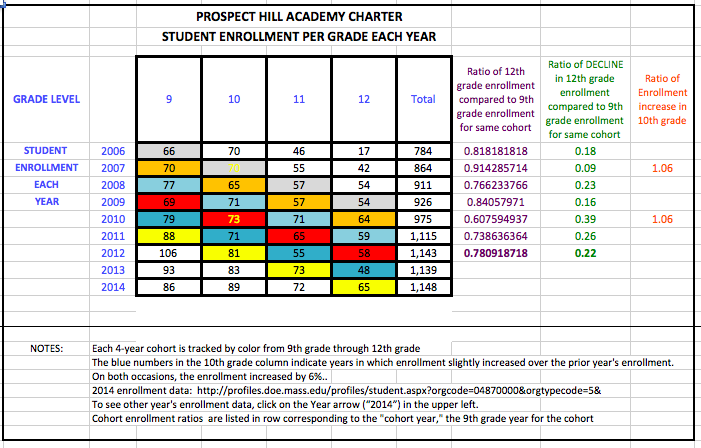 PROSPECT HILL ACADEMY CHARTER
STUDENT ENROLLMENT PER GRADE EACH YEAR
GRADE LEVEL 9 10 11 12 Total
Ratio of 12th
grade enrollment
compared to 9th
grade enrollment
for same cohort
Ratio of DECLINE
in 12th grade
enrollment
compared to 9th
grade enrollment
for same cohort
Ratio of
Enrollment
increase in
10th grade
STUDENT 2006 66 70 46 17 784 0.818181818 0.18
ENROLLMENT 2007 70 70 55 42 864 0.914285714 0.09 1.06
EACH 2008 77 65 57 54 911 0.766233766 0.23
YEAR 2009 69 71 57 54 926 0.84057971 0.16
2010 79 73 71 64 975 0.607594937 0.39 1.06
2011 88 71 65 59 1,115 0.738636364 0.26
2012 106 81 55 58 1,143 0.780918718 0.22
2013 93 83 73 48 1,139
2014 86 89 72 65 1,148
NOTES: Each 4-year cohort is tracked by color from 9th grade through 12th grade
The blue numbers in the 10th grade column indicate years in which enrollment slightly increased over the prior year's enrollment.
On both occasions, the enrollment increased by 6%..
2014 enrollment data: http://profiles.doe.mass.edu/profiles/student.aspx?orgcode=04870000&orgtypecode=5&
To see other year's enrollment data, click on the Year arrow ("2014") in the upper left.
Cohort enrollment ratios are listed in row corresponding to the "cohort year," the 9th grade year for the cohort